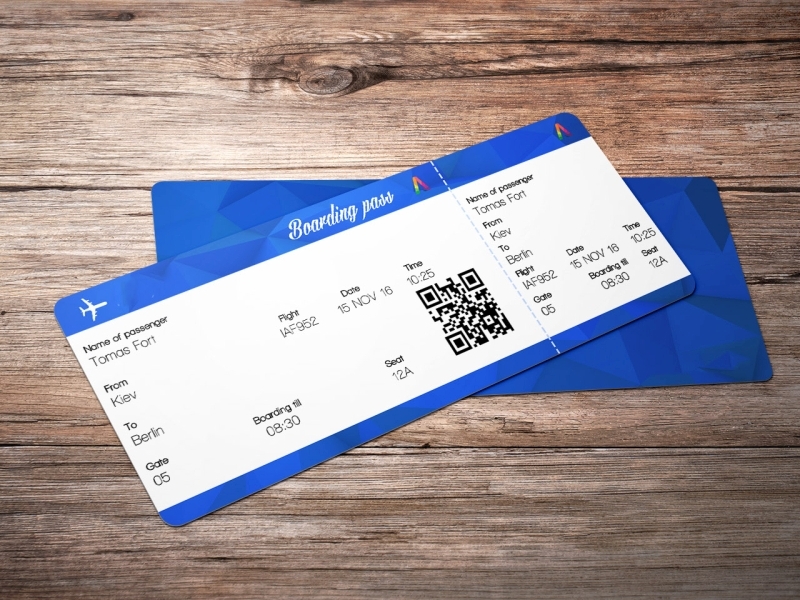 Boarding pass
Name of passenger
Tomas Fort
From
Kiev
To
Berlin
Gate
05
Flight
IAF952
Date
15 NOV 16
Time
10:25
Boarding till
08:30
Seat
12A
Name of passenger
Tomas Fort
From
Kiev
To
Berlin
Flight
IAF952
Date
15 NOV 16
Time
10:25
Gate
05
Boarding till
08:30
Seat
12A